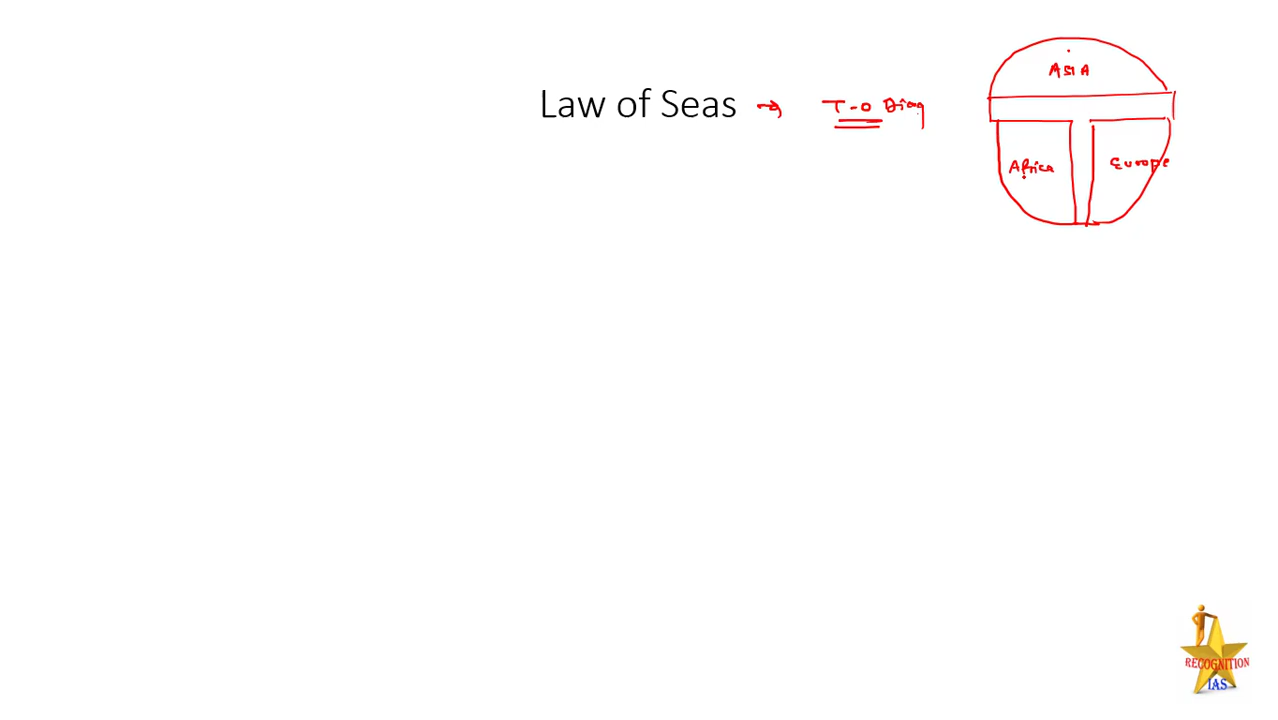 Law of Seas → T-O Diag
ASIA
Africa
Europe
RECOGNITION
IAS